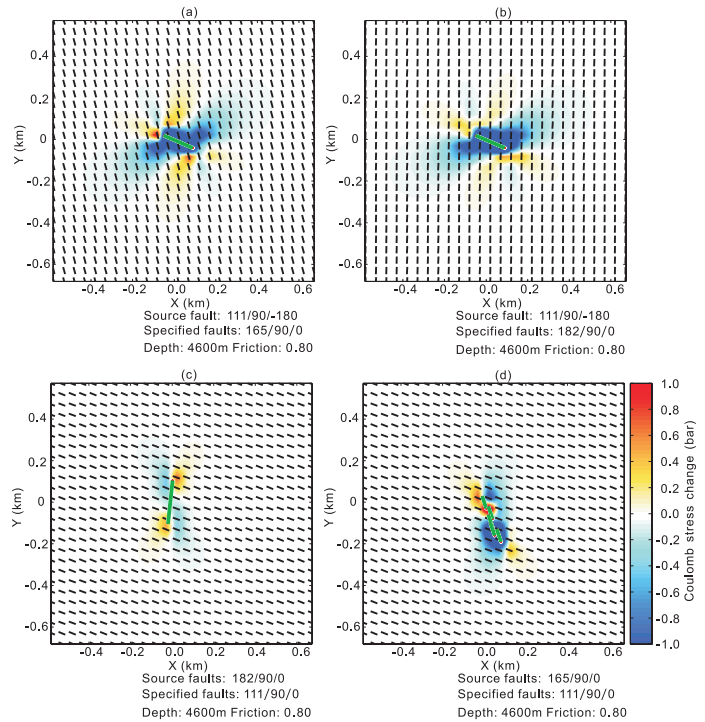 (a)
(b)
0.4
0.2
0
-0.2
-0.4
-0.6
Y (km)
-0.4 -0.2 0.0 0.2 0.4 0.6
X (km)
Source fault: 111/90/-180
Specified faults: 165/90/0
Depth: 4600m Friction: 0.80
0.4
0.2
0
-0.2
-0.4
-0.6
Y (km)
-0.4 -0.2 0.0 0.2 0.4 0.6
X (km)
Source fault: 111/90/-180
Specified faults: 182/90/0
Depth: 4600m Friction: 0.80
(c)
(d)
0.4
0.2
0
-0.2
-0.4
-0.6
Y (km)
-0.4 -0.2 0.0 0.2 0.4 0.6
X (km)
Source faults: 182/90/0
Specified faults: 111/90/0
Depth: 4600m Friction: 0.80
0.4
0.2
0
-0.2
-0.4
-0.6
Y (km)
-0.4 -0.2 0.0 0.2 0.4 0.6
X (km)
Source faults: 165/90/0
Specified faults: 111/90/0
Depth: 4600m Friction: 0.80
1.0
0.8
0.6
0.4
0.2
0.0
-0.2
-0.4
-0.6
-0.8
-1.0
Coulomb stress change (bar)